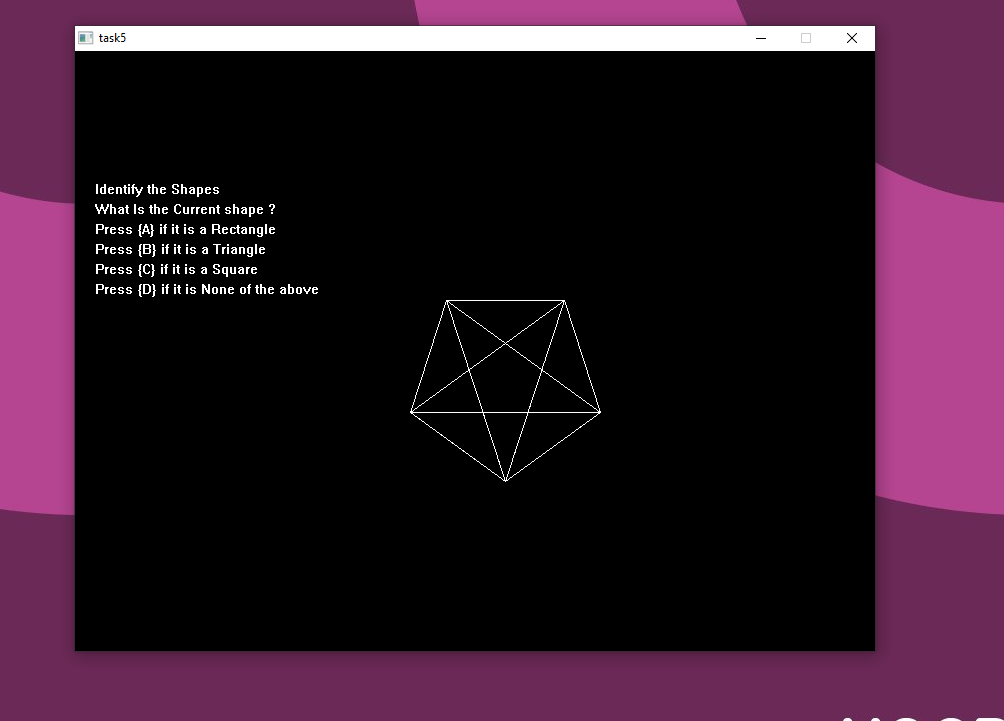 task5
Identify the Shapes
What Is the Current shape ?
Press {A} if it is a Rectangle
Press {B} if it is a Triangle
Press {C} if it is a Square
Press {D} if it is None of the above